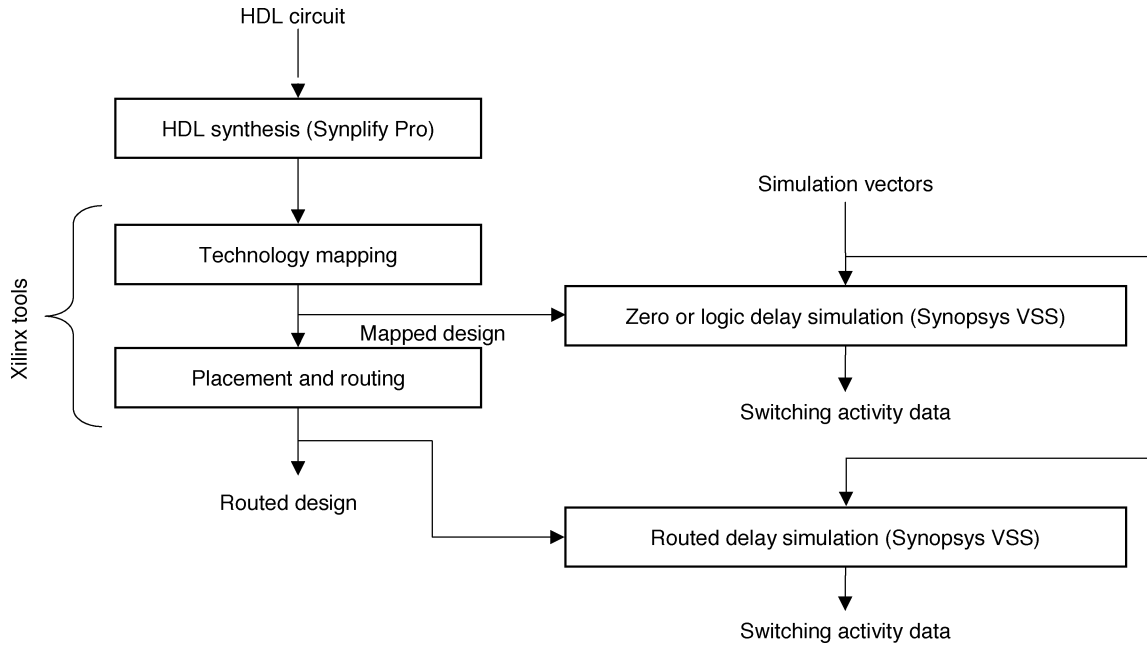 HDL circuit
HDL synthesis (Synplify Pro)
Simulation vectors
Technology mapping
Xilinx tools
Zero or logic delay simulation (Synopsys VSS)
Mapped design
Placement and routing
Switching activity data
Routed design
Routed delay simulation (Synopsys VSS)
Switching activity data